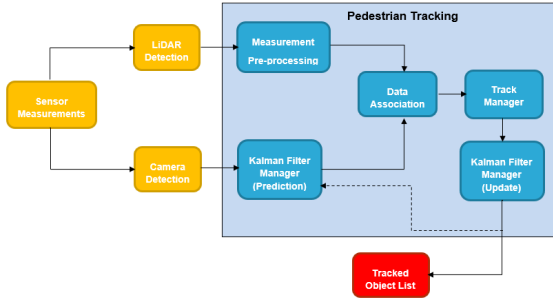 Pedestrian Tracking
LiDAR
Detection
Measurement
Pre-processing
Sensor
Measurements
Data
Association
Track
Manager
Camera
Detection
Kalman Filter
Manager
(Prediction)
Kalman Filter
Manager
(Update)
Tracked
Object List